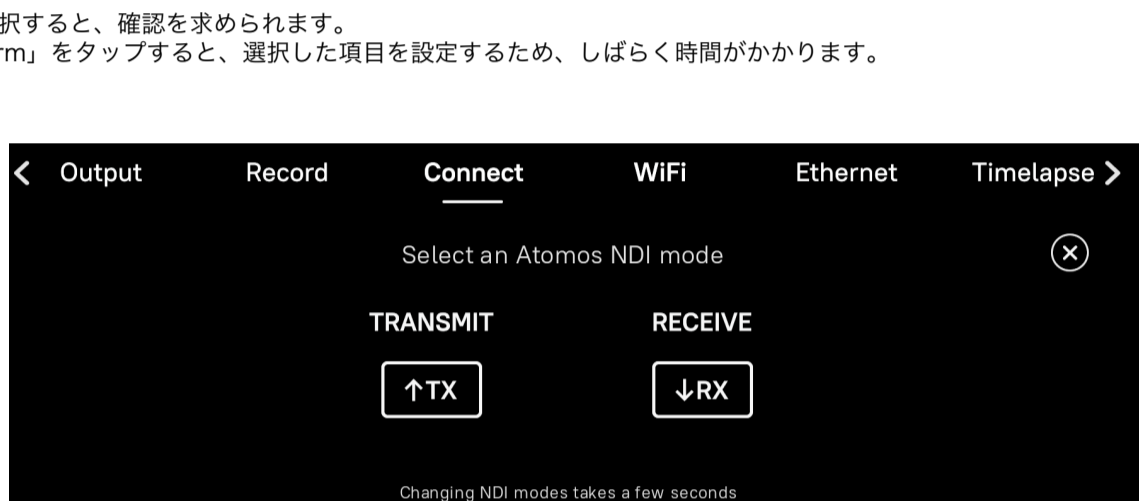 択すると、確認を求められます。
rm」をタップすると、選択した項目を設定するため、しばらく時間がかかります。
Output Record Connect WiFi Ethernet Timelapse
Select an Atomos NDI mode
TRANSMIT RECEIVE
↑TX ↓RX
Changing NDI modes takes a few seconds